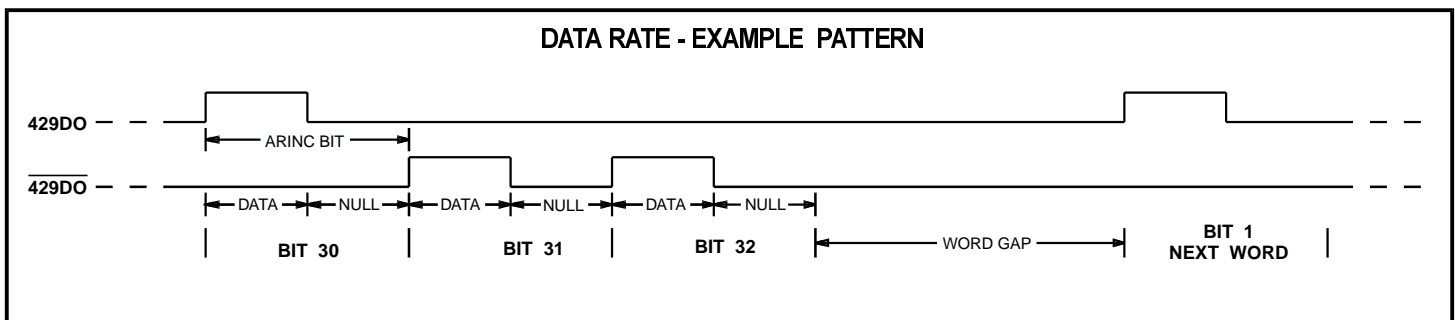 DATA RATE - EXAMPLE PATTERN
429DO
ARINC BIT
429DO
DATA NULL DATA NULL DATA NULL
BIT 30 BIT 31 BIT 32 WORD GAP BIT 1
NEXT WORD